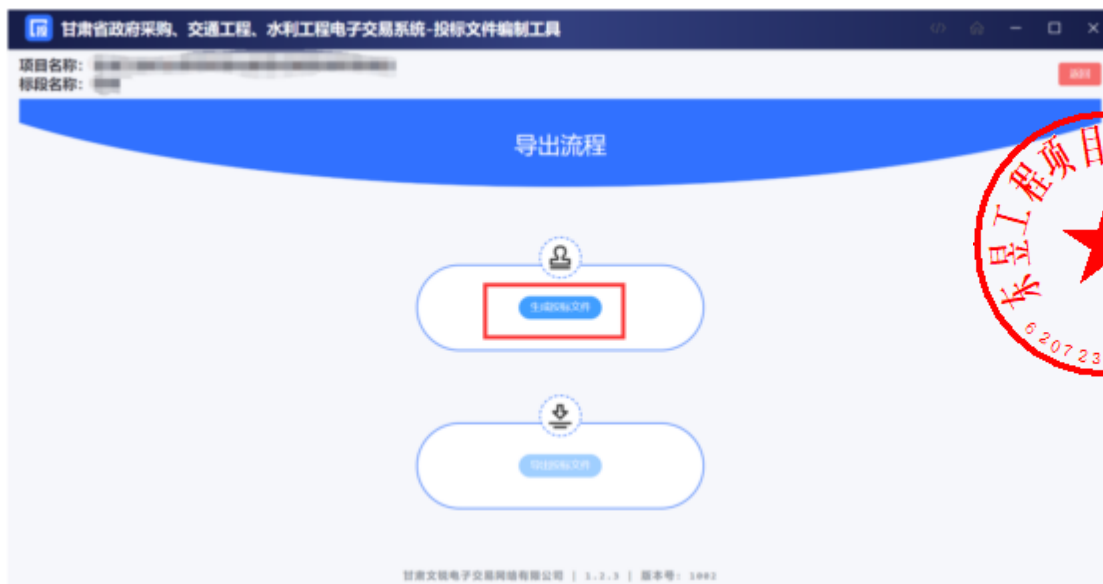 甘肃省政府采购、交通工程、水利工程电子交易系统-投标文件编制工具
项目名称：
标段名称：
返回
导出流程
生成投标文件
导出投标文件
东昱工程项目
620723
甘肃文锐电子交易网络有限公司 | 1.2.3 | 版本号: 1002